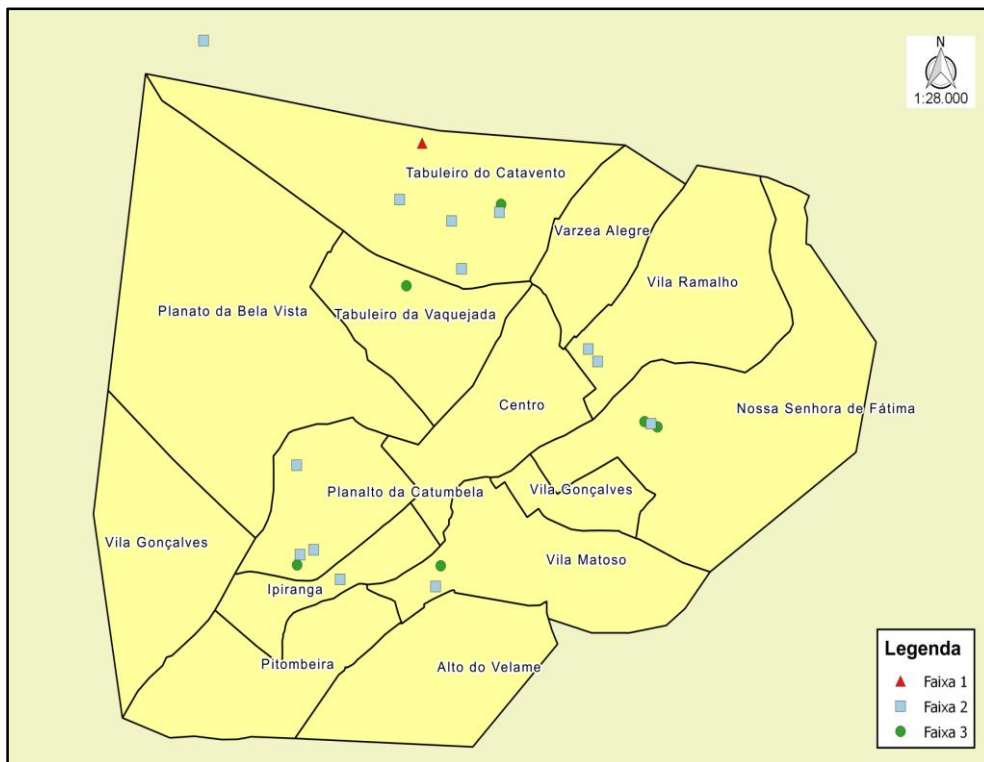 N
1:28.000
Tabuleiro do Catavento
Varzea Alegre
Vila Ramalho
Planato da Bela Vista
Tabuleiro da Vaquejada
Centro
Nossa Senhora de Fátima
Planalto da Catumbela
Vila Gonçalves
Vila Gonçalves
Vila Matoso
Ipiranga
Pitombeira
Alto do Velame
Legenda
Faixa 1
Faixa 2
Faixa 3